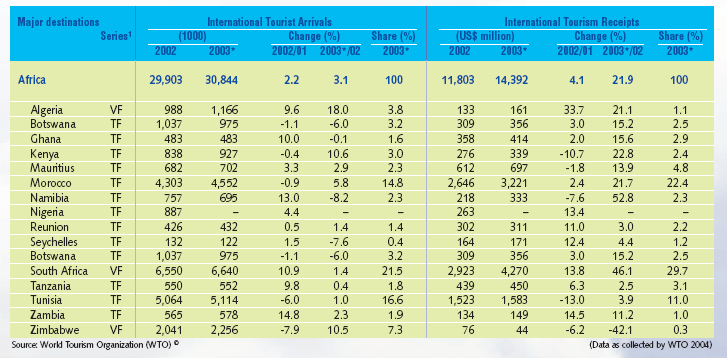 Major destinations International Tourist Arrivals International Tourism Receipts
Series¹ (1000) Change (%) Share (%) (US$ million) Change (%) Share (%)
2002 2003* 2002/01 2003*/02 2003* 2002 2003* 2002/01 2003*/02 2003*
Africa 29,903 30,844 2.2 3.1 100 11,803 14,392 4.1 21.9 100
Algeria VF 988 1,166 9.6 18.0 3.8 133 161 33.7 21.1 1.1
Botswana TF 1,037 975 -1.1 -6.0 3.2 309 356 3.0 15.2 2.5
Ghana TF 483 483 10.0 -0.1 1.6 358 414 2.0 15.6 2.9
Kenya TF 838 927 -0.4 10.6 3.0 276 339 -10.7 22.8 2.4
Mauritius TF 682 702 3.3 2.9 2.3 612 697 -1.8 13.9 4.8
Morocco TF 4,303 4,552 -0.9 5.8 14.8 2,646 3,221 2.4 21.7 22.4
Namibia TF 757 695 13.0 -8.2 2.3 218 333 -7.6 52.8 2.3
Nigeria TF 887 – 4.4 – – 263 – 13.4 – –
Reunion TF 426 432 0.5 1.4 1.4 302 311 11.0 3.0 2.2
Seychelles TF 132 122 1.5 -7.6 0.4 164 171 12.4 4.4 1.2
Botswana TF 1,037 975 -1.1 -6.0 3.2 309 356 3.0 15.2 2.5
South Africa VF 6,550 6,640 10.9 1.4 21.5 2,923 4,270 13.8 46.1 29.7
Tanzania TF 550 552 9.8 0.4 1.8 439 450 6.3 2.5 3.1
Tunisia TF 5,064 5,114 -6.0 1.0 16.6 1,523 1,583 -13.0 3.9 11.0
Zambia TF 565 578 14.8 2.3 1.9 134 149 14.5 11.2 1.0
Zimbabwe VF 2,041 2,256 -7.9 10.5 7.3 76 44 -6.2 -42.1 0.3
Source: World Tourism Organization (WTO) © (Data as collected by WTO 2004)